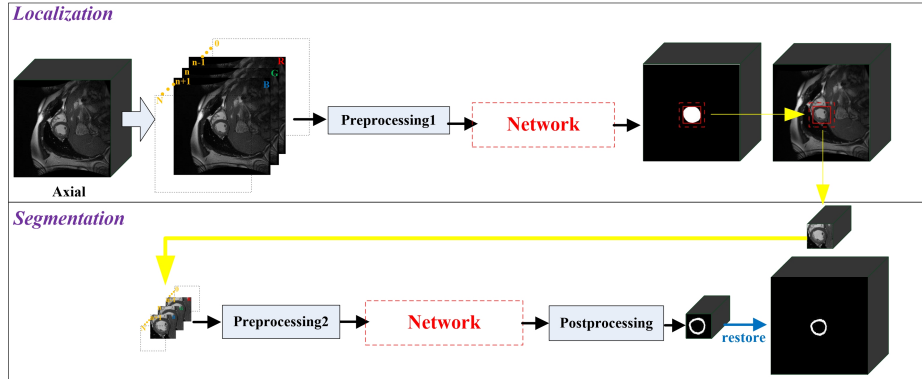 Localization
0
n-1
n
n+1
N
R
G
B
Axial
Preprocessing1
Network
Segmentation
Preprocessing2
Network
Postprocessing
restore